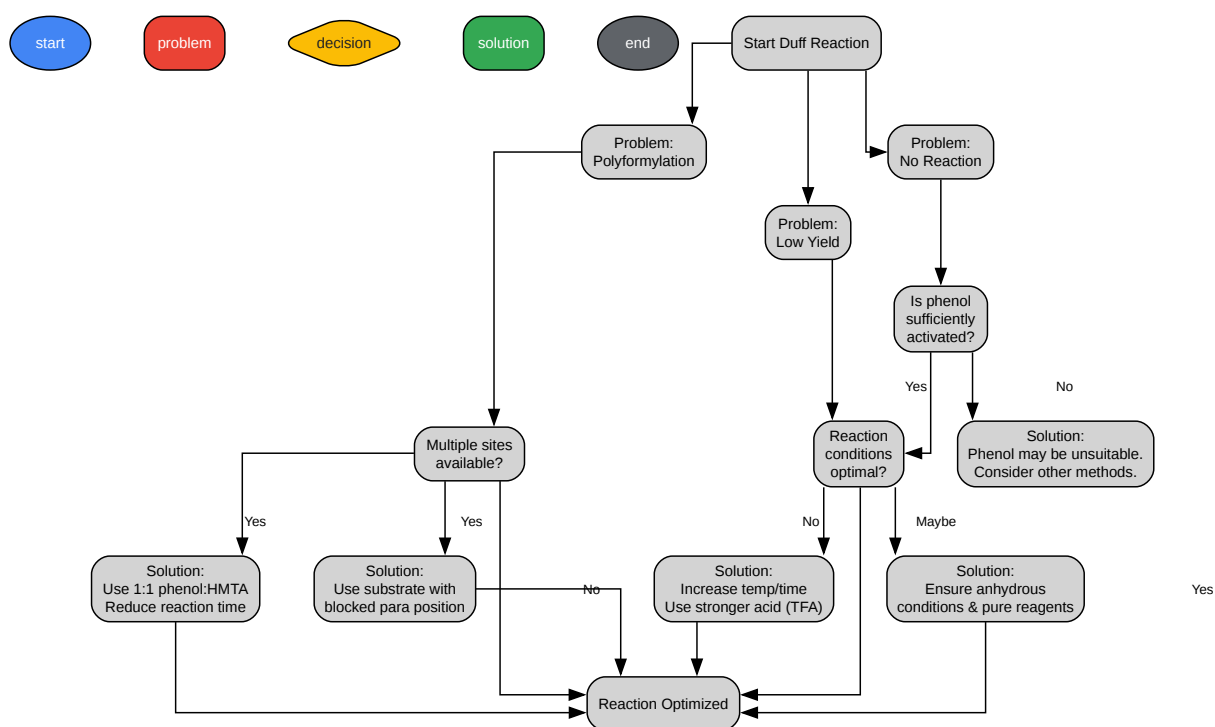 start
problem
decision
solution
end
Start Duff Reaction
Problem:
Polyformylation
Problem:
No Reaction
Problem:
Low Yield
Is phenol
sufficiently
activated?
Yes
No
Multiple sites
available?
Reaction
conditions
optimal?
Solution:
Phenol may be unsuitable.
Consider other methods.
Yes
Yes
No
Maybe
Solution:
Use 1:1 phenol:HMTA
Reduce reaction time
Solution:
Use substrate with
blocked para position
No
Solution:
Increase temp/time
Use stronger acid (TFA)
Solution:
Ensure anhydrous
conditions & pure reagents
Yes
Reaction Optimized